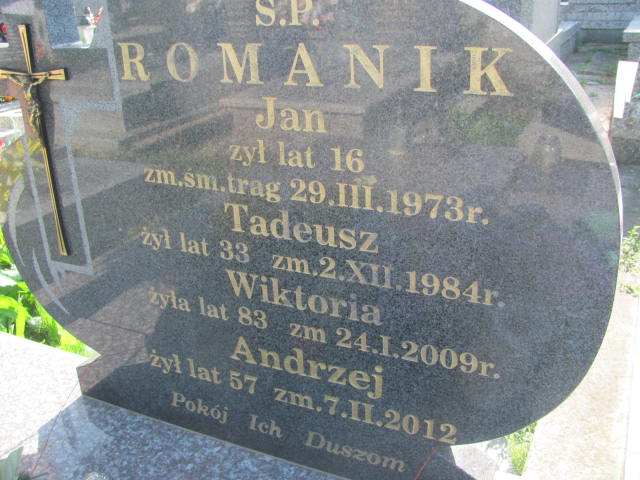 Ś.P.
ROMANIK
Jan
żył lat 16
zm.śm.trag 29.III.1973r.
Tadeusz
żył lat 33 zm.2.XII.1984r.
Wiktoria
żyła lat 83 zm 24.I.2009r.
Andrzej
żył lat 57 zm.7.II.2012
Pokój Ich Duszom